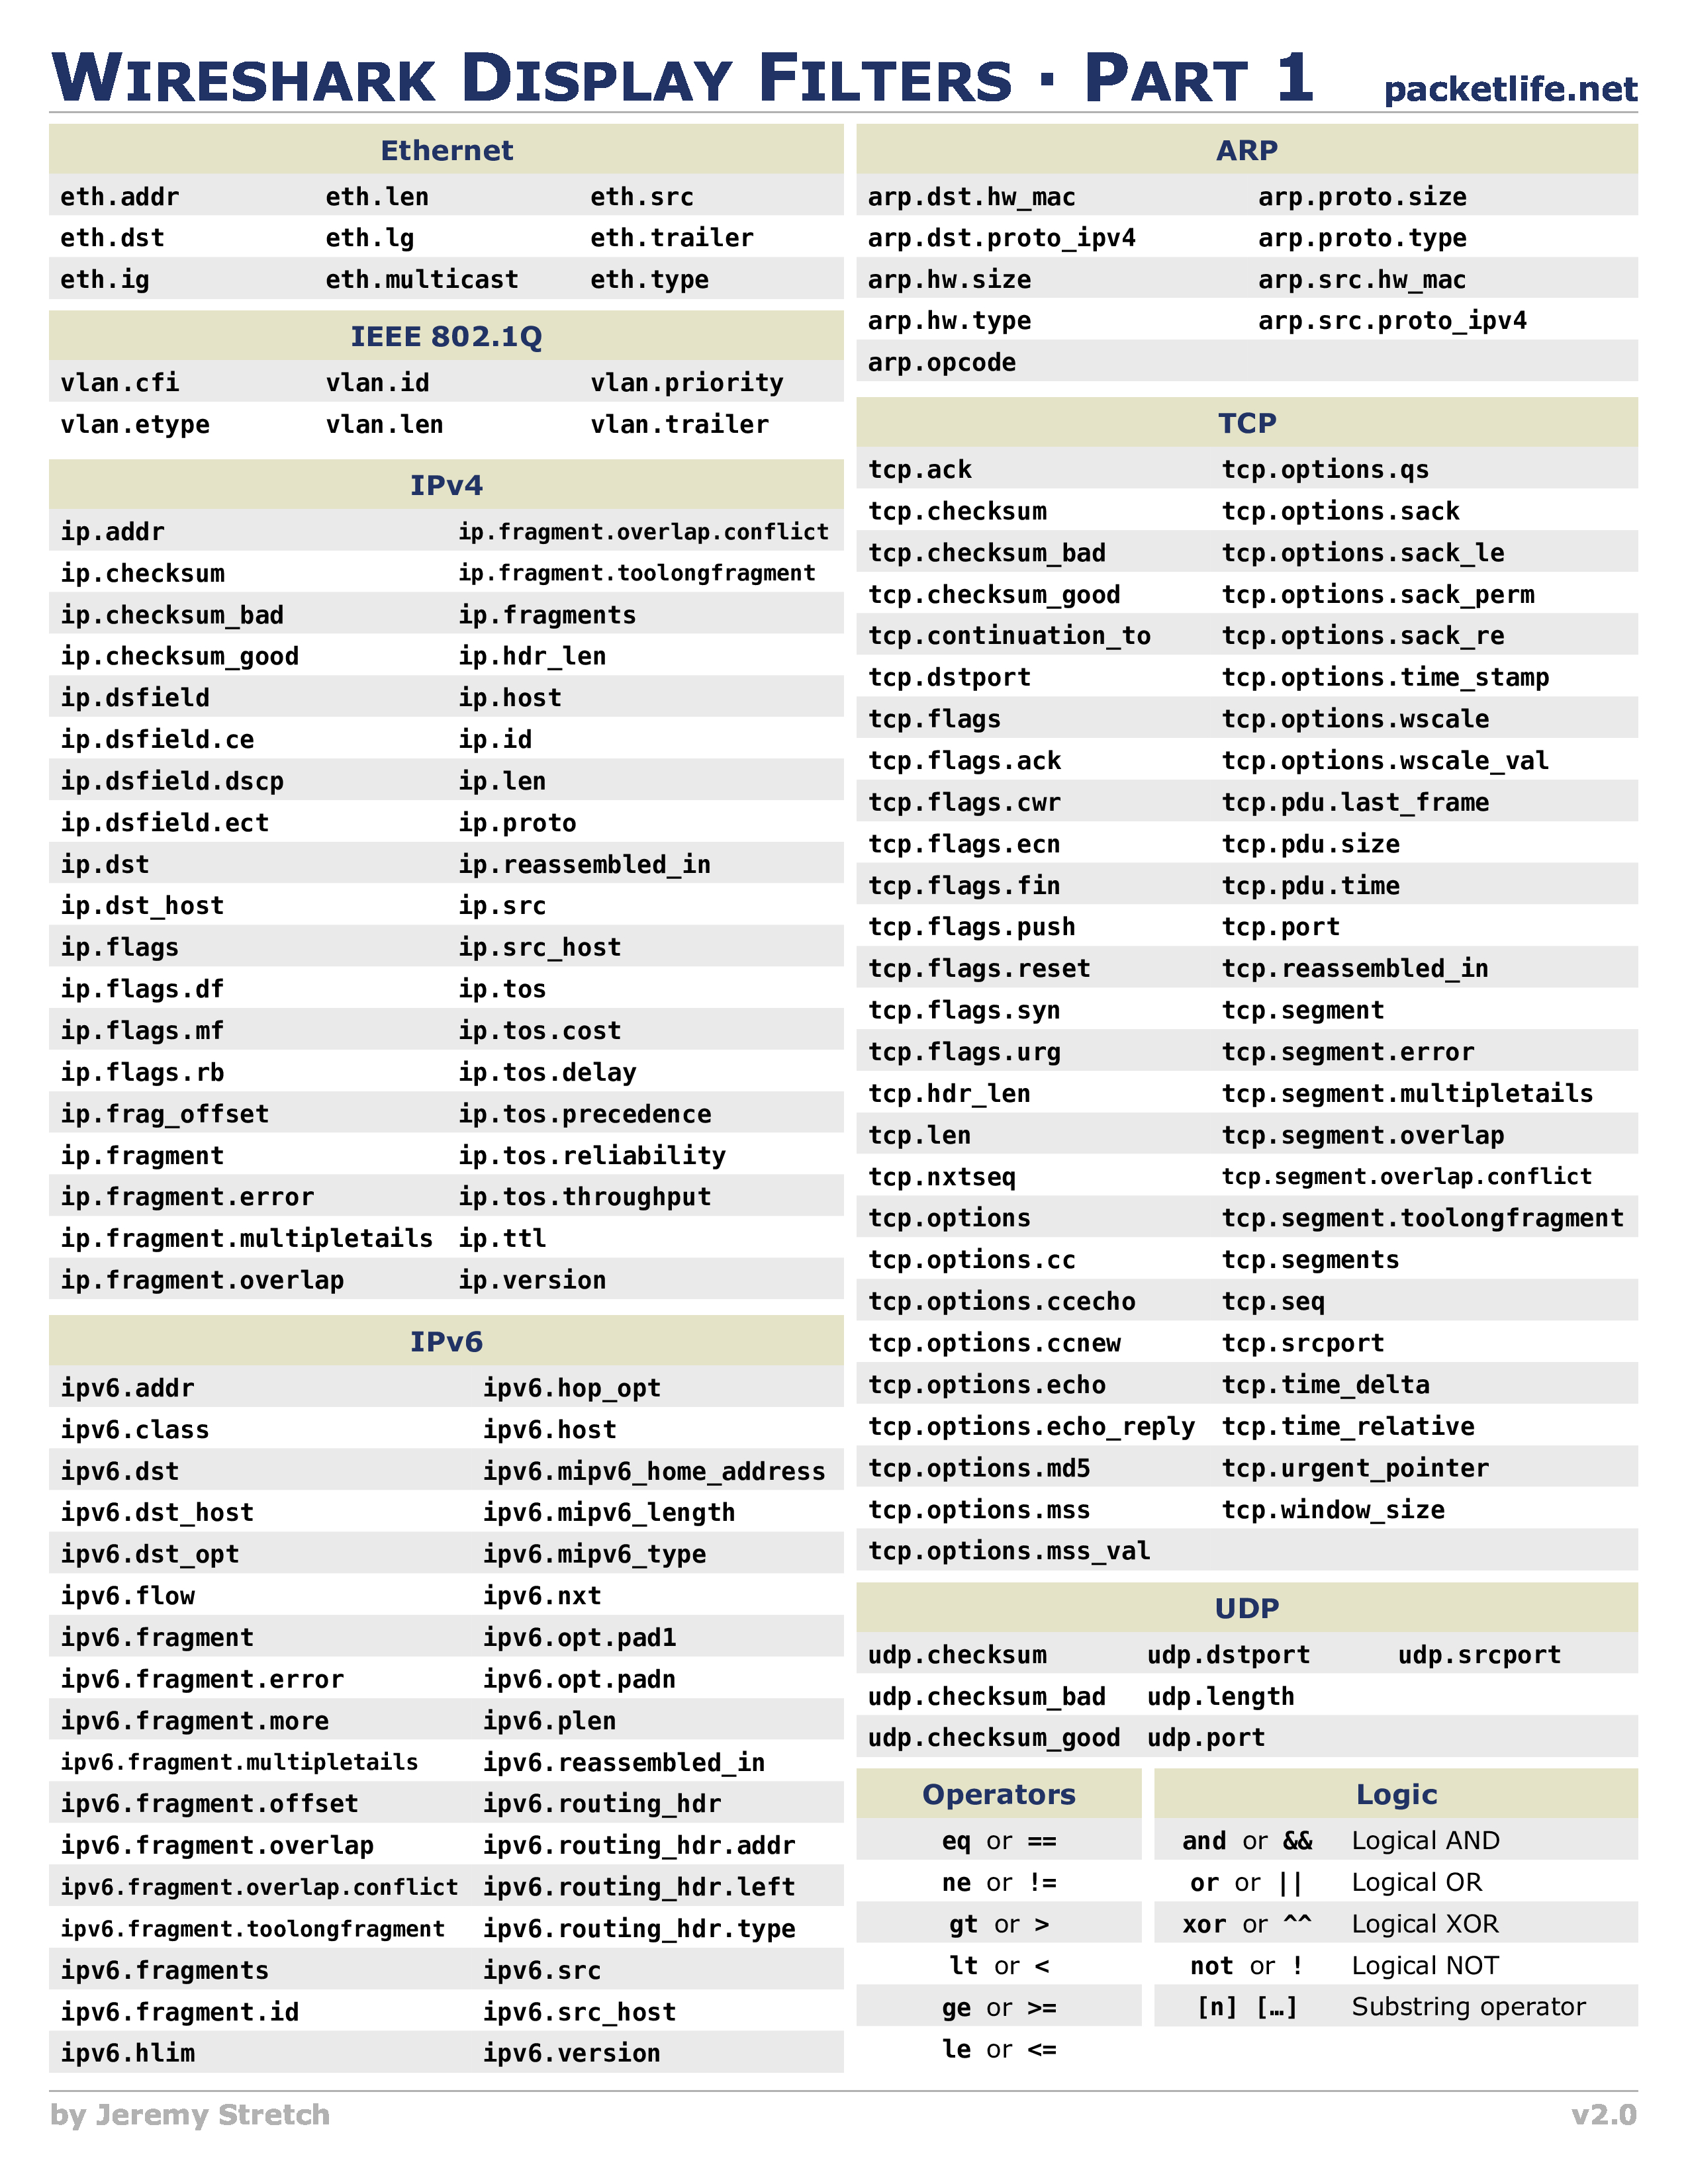 WIRESHARK DISPLAY FILTERS · PART 1 packetlife.net
Ethernet
eth.addr eth.len eth.src
eth.dst eth.lg eth.trailer
eth.ig eth.multicast eth.type
IEEE 802.1Q
vlan.cfi vlan.id vlan.priority
vlan.etype vlan.len vlan.trailer
IPv4
ip.addr ip.fragment.overlap.conflict
ip.checksum ip.fragment.toolongfragment
ip.checksum_bad ip.fragments
ip.checksum_good ip.hdr_len
ip.dsfield ip.host
ip.dsfield.ce ip.id
ip.dsfield.dscp ip.len
ip.dsfield.ect ip.proto
ip.dst ip.reassembled_in
ip.dst_host ip.src
ip.flags ip.src_host
ip.flags.df ip.tos
ip.flags.mf ip.tos.cost
ip.flags.rb ip.tos.delay
ip.frag_offset ip.tos.precedence
ip.fragment ip.tos.reliability
ip.fragment.error ip.tos.throughput
ip.fragment.multipletails ip.ttl
ip.fragment.overlap ip.version
IPv6
ipv6.addr ipv6.hop_opt
ipv6.class ipv6.host
ipv6.dst ipv6.mipv6_home_address
ipv6.dst_host ipv6.mipv6_length
ipv6.dst_opt ipv6.mipv6_type
ipv6.flow ipv6.nxt
ipv6.fragment ipv6.opt.pad1
ipv6.fragment.error ipv6.opt.padn
ipv6.fragment.more ipv6.plen
ipv6.fragment.multipletails ipv6.reassembled_in
ipv6.fragment.offset ipv6.routing_hdr
ipv6.fragment.overlap ipv6.routing_hdr.addr
ipv6.fragment.overlap.conflict ipv6.routing_hdr.left
ipv6.fragment.toolongfragment ipv6.routing_hdr.type
ipv6.fragments ipv6.src
ipv6.fragment.id ipv6.src_host
ipv6.hlim ipv6.version
ARP
arp.dst.hw_mac arp.proto.size
arp.dst.proto_ipv4 arp.proto.type
arp.hw.size arp.src.hw_mac
arp.hw.type arp.src.proto_ipv4
arp.opcode
TCP
tcp.ack tcp.options.qs
tcp.checksum tcp.options.sack
tcp.checksum_bad tcp.options.sack_le
tcp.checksum_good tcp.options.sack_perm
tcp.continuation_to tcp.options.sack_re
tcp.dstport tcp.options.time_stamp
tcp.flags tcp.options.wscale
tcp.flags.ack tcp.options.wscale_val
tcp.flags.cwr tcp.pdu.last_frame
tcp.flags.ecn tcp.pdu.size
tcp.flags.fin tcp.pdu.time
tcp.flags.push tcp.port
tcp.flags.reset tcp.reassembled_in
tcp.flags.syn tcp.segment
tcp.flags.urg tcp.segment.error
tcp.hdr_len tcp.segment.multipletails
tcp.len tcp.segment.overlap
tcp.nxtseq tcp.segment.overlap.conflict
tcp.options tcp.segment.toolongfragment
tcp.options.cc tcp.segments
tcp.options.ccecho tcp.seq
tcp.options.ccnew tcp.srcport
tcp.options.echo tcp.time_delta
tcp.options.echo_reply tcp.time_relative
tcp.options.md5 tcp.urgent_pointer
tcp.options.mss tcp.window_size
tcp.options.mss_val
UDP
udp.checksum udp.dstport udp.srcport
udp.checksum_bad udp.length
udp.checksum_good udp.port
Operators
eq or ==
ne or !=
gt or >
lt or <
ge or >=
le or <=
Logic
and or && Logical AND
or or || Logical OR
xor or ^^ Logical XOR
not or ! Logical NOT
[n] […] Substring operator
by Jeremy Stretch v2.0